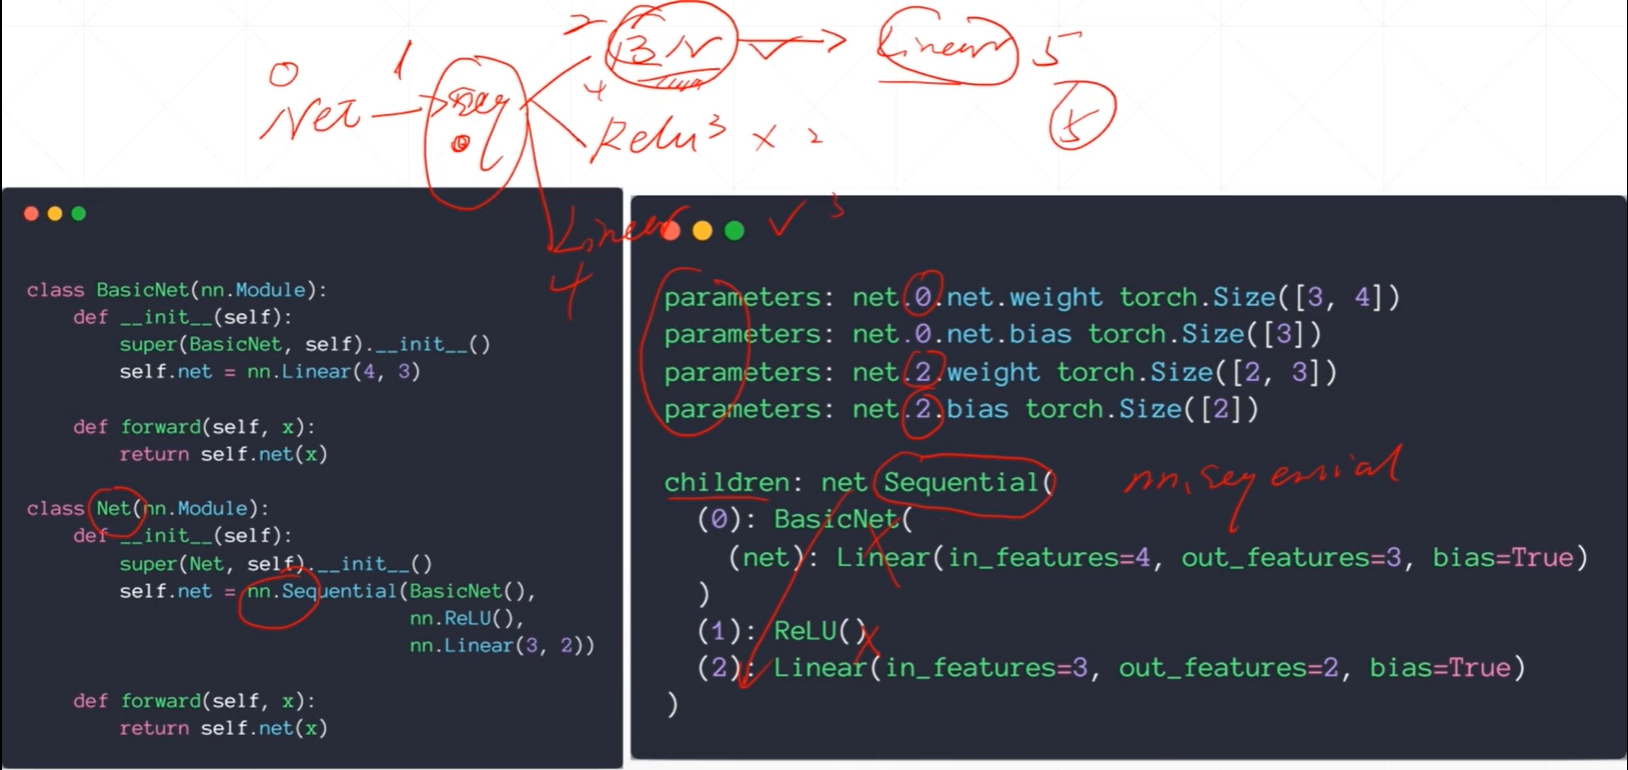 0
1
2
Net
Seq
BN
Linear 5
5
4
Relu 3 x 2
Linear
4
3
class BasicNet(nn.Module):
def __init__(self):
super(BasicNet, self).__init__()
self.net = nn.Linear(4, 3)
def forward(self, x):
return self.net(x)
class Net(nn.Module):
def __init__(self):
super(Net, self).__init__()
self.net = nn.Sequential(BasicNet(),
nn.ReLU(),
nn.Linear(3, 2))
def forward(self, x):
return self.net(x)
parameters: net.0.net.weight torch.Size([3, 4])
parameters: net.0.net.bias torch.Size([3])
parameters: net.2.weight torch.Size([2, 3])
parameters: net.2.bias torch.Size([2])
children: net Sequential(
(0): BasicNet(
(net): Linear(in_features=4, out_features=3, bias=True)
)
(1): ReLU()
(2): Linear(in_features=3, out_features=2, bias=True)
)